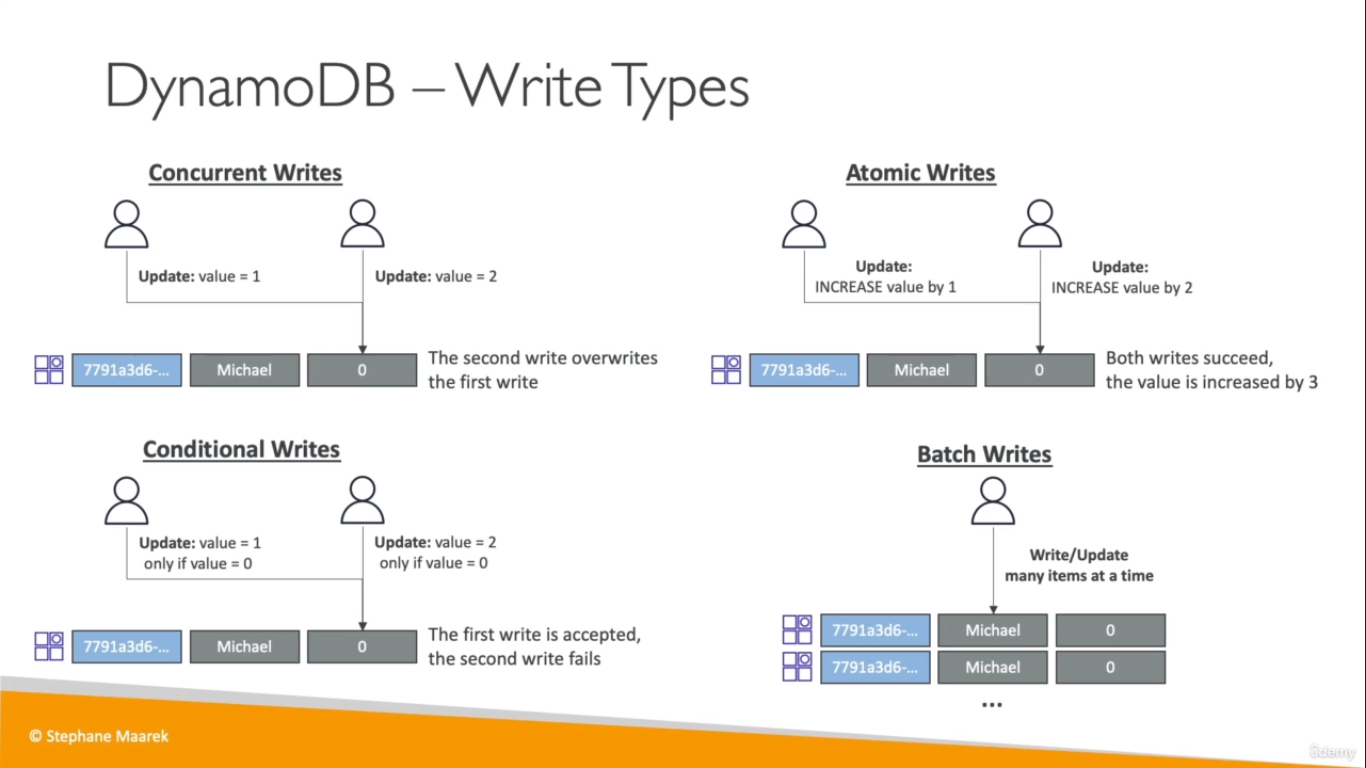 DynamoDB – Write Types
Concurrent Writes
Update: value = 1
Update: value = 2
7791a3d6-...
Michael
0
The second write overwrites
the first write
Atomic Writes
Update:
INCREASE value by 1
Update:
INCREASE value by 2
7791a3d6-...
Michael
0
Both writes succeed,
the value is increased by 3
Conditional Writes
Update: value = 1
only if value = 0
Update: value = 2
only if value = 0
7791a3d6-...
Michael
0
The first write is accepted,
the second write fails
Batch Writes
Write/Update
many items at a time
7791a3d6-...
Michael
0
7791a3d6-...
Michael
0
...
© Stephane Maarek
ûdemy